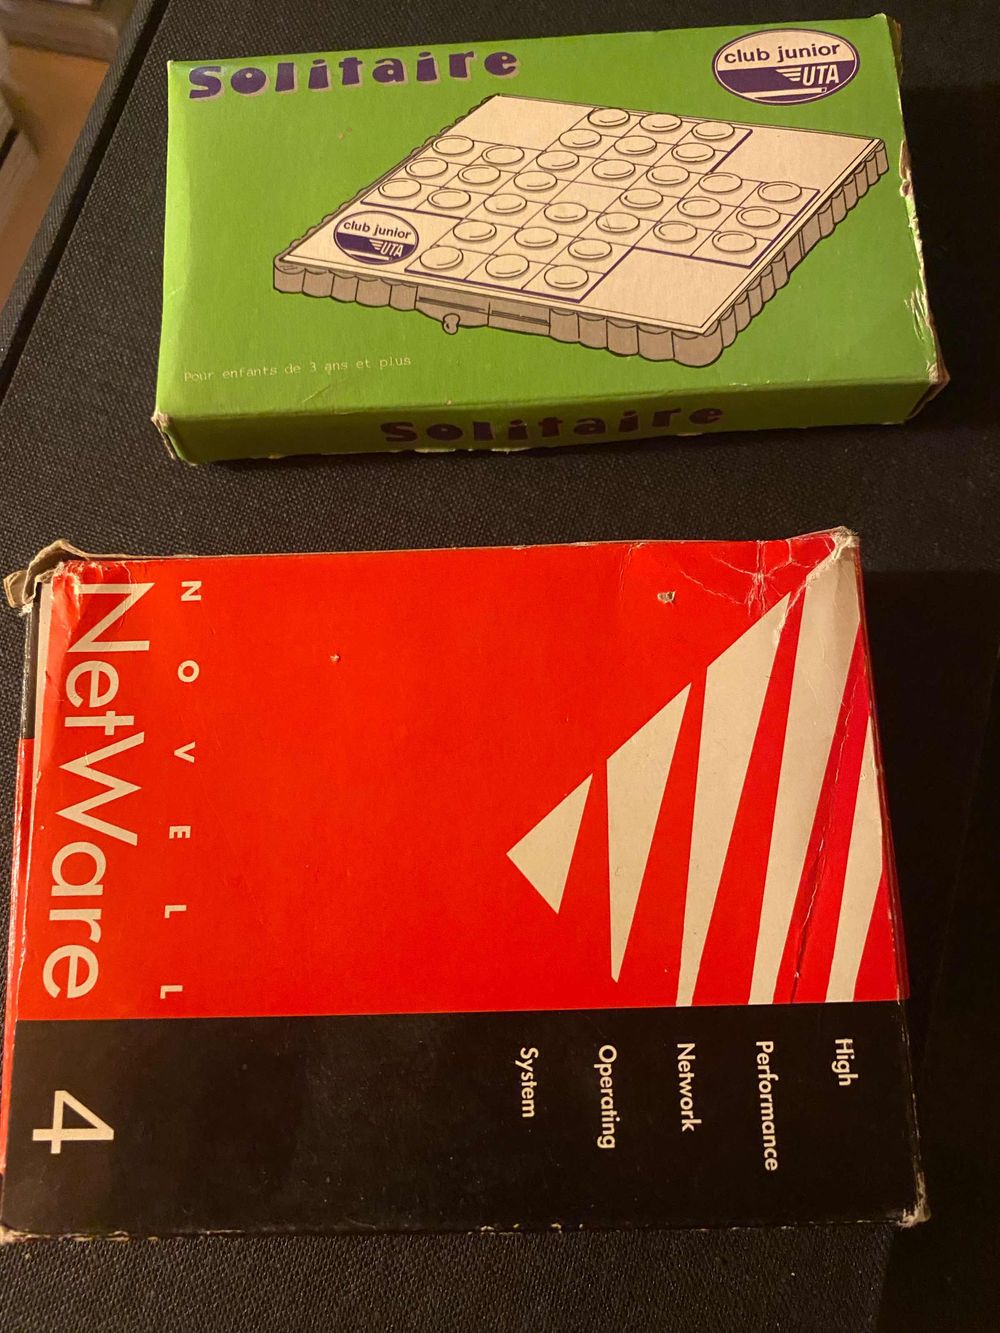 Solitaire
club junior
UTA
club junior
UTA
Pour enfants de 3 ans et plus
Solitaire
NOVELL
NetWare 4
High
Performance
Network
Operating
System